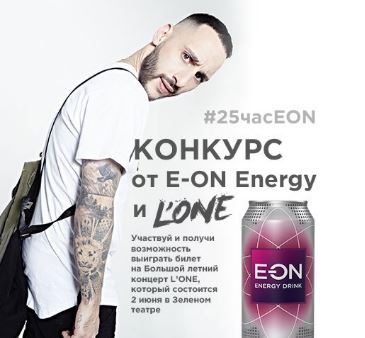 #25часEON
КОНКУРС
от E-ON Energy
и L'ONE
Участвуй и получи
возможность
выиграть билет
на Большой летний
концерт L'ONE,
который состоится
2 июня в Зеленом
театре
E-ON
ENERGY DRINK